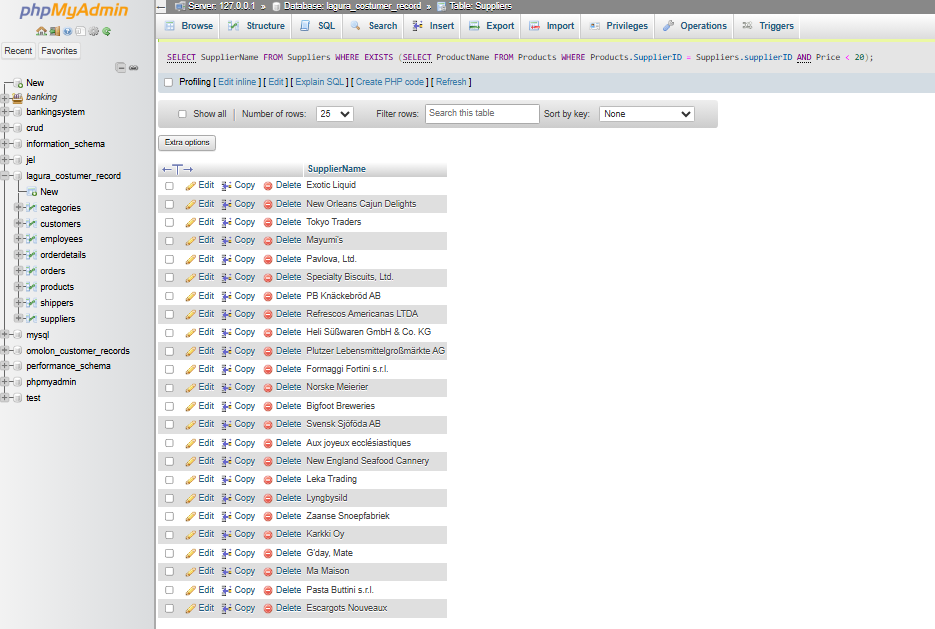 phpMyAdmin
Recent Favorites
New
banking
bankingsystem
crud
information_schema
jel
lagura_costumer_record
New
categories
customers
employees
orderdetails
orders
products
shippers
suppliers
mysql
omolon_customer_records
performance_schema
phpmyadmin
test
Server: 127.0.0.1 » Database: lagura_costumer_record » Table: Suppliers
Browse Structure SQL Search Insert Export Import Privileges Operations Triggers
SELECT SupplierName FROM Suppliers WHERE EXISTS (SELECT ProductName FROM Products WHERE Products.SupplierID = Suppliers.supplierID AND Price < 20);
Profiling [ Edit inline ] [ Edit ] [ Explain SQL ] [ Create PHP code ] [ Refresh ]
Show all | Number of rows: 25 Filter rows: Search this table Sort by key: None
Extra options
←T→ SupplierName
Edit Copy Delete Exotic Liquid
Edit Copy Delete New Orleans Cajun Delights
Edit Copy Delete Tokyo Traders
Edit Copy Delete Mayumi's
Edit Copy Delete Pavlova, Ltd.
Edit Copy Delete Specialty Biscuits, Ltd.
Edit Copy Delete PB Knäckebröd AB
Edit Copy Delete Refrescos Americanas LTDA
Edit Copy Delete Heli Süßwaren GmbH & Co. KG
Edit Copy Delete Plutzer Lebensmittelgroßmärkte AG
Edit Copy Delete Formaggi Fortini s.r.l.
Edit Copy Delete Norske Meierier
Edit Copy Delete Bigfoot Breweries
Edit Copy Delete Svensk Sjöföda AB
Edit Copy Delete Aux joyeux ecclésiastiques
Edit Copy Delete New England Seafood Cannery
Edit Copy Delete Leka Trading
Edit Copy Delete Lyngbysild
Edit Copy Delete Zaanse Snoepfabriek
Edit Copy Delete Karkki Oy
Edit Copy Delete G'day, Mate
Edit Copy Delete Ma Maison
Edit Copy Delete Pasta Buttini s.r.l.
Edit Copy Delete Escargots Nouveaux